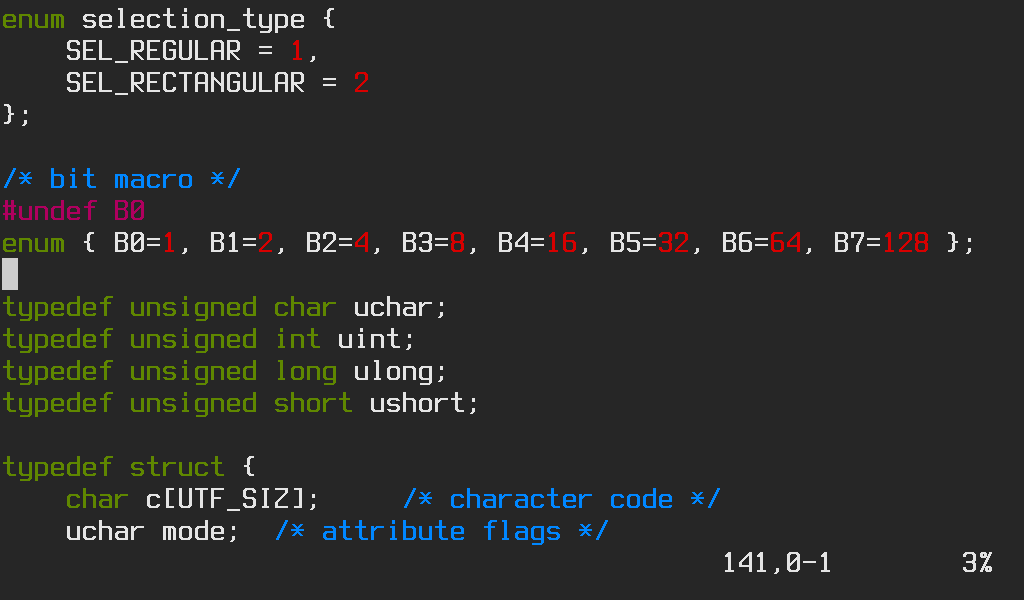 enum selection_type {
    SEL_REGULAR = 1,
    SEL_RECTANGULAR = 2
};

/* bit macro */
#undef B0
enum { B0=1, B1=2, B2=4, B3=8, B4=16, B5=32, B6=64, B7=128 };

typedef unsigned char uchar;
typedef unsigned int uint;
typedef unsigned long ulong;
typedef unsigned short ushort;

typedef struct {
    char c[UTF_SIZ];     /* character code */
    uchar mode;  /* attribute flags */
141,0-1        3%